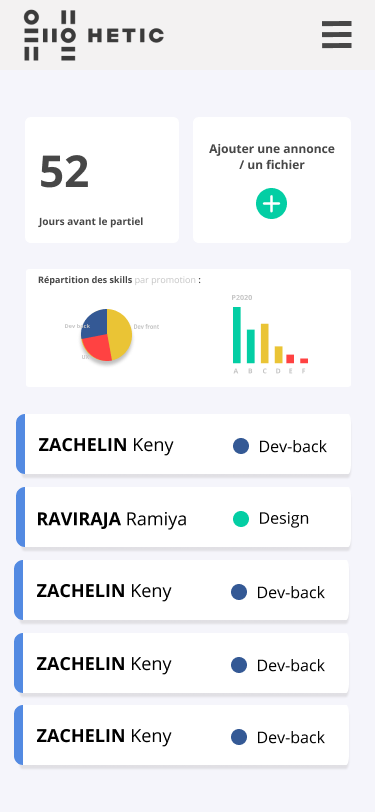 HETIC
52
Jours avant le partiel
Ajouter une annonce
/ un fichier
Répartition des skills par promotion :
Dev back
Dev front
P2020
A B C D E F
ZACHELIN Keny
Dev-back
RAVIRAJA Ramiya
Design
ZACHELIN Keny
Dev-back
ZACHELIN Keny
Dev-back
ZACHELIN Keny
Dev-back